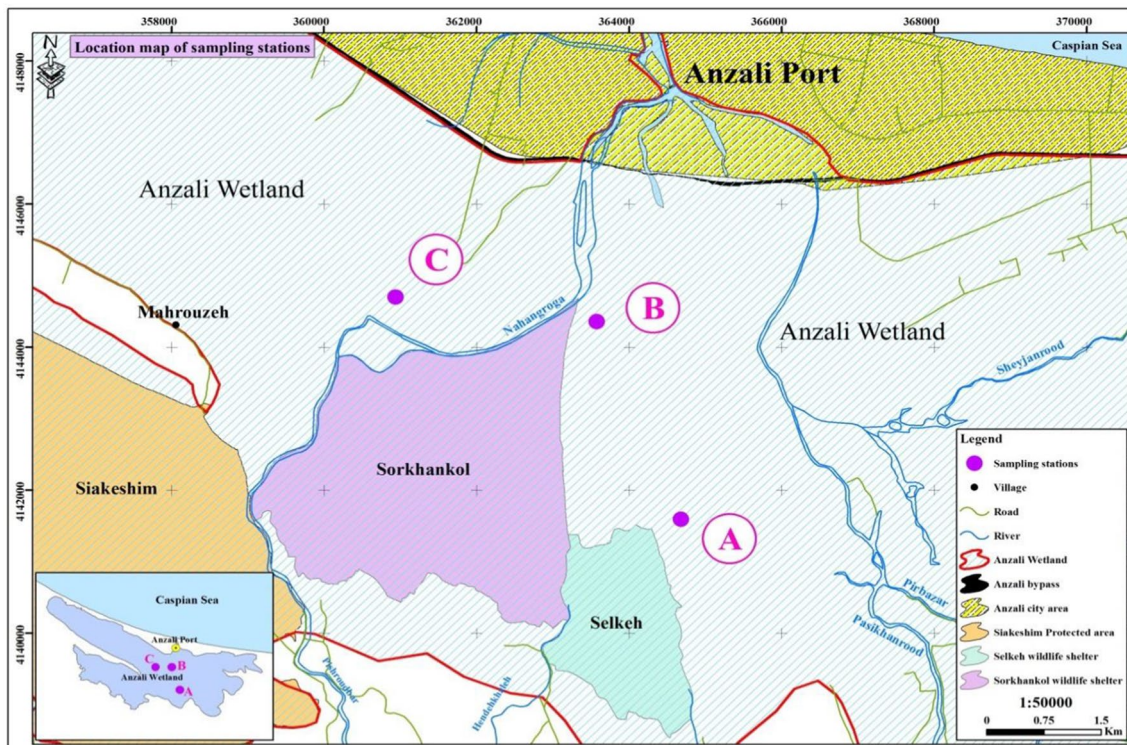 358000 360000 362000 364000 366000 368000 370000
Location map of sampling stations
Caspian Sea
N
Anzali Port
4148000
Anzali Wetland
4146000
C
B
Mahrouzeh
Nahangroga
Anzali Wetland
4144000
Sheyjanrood
Sorkhankol
Siakeshim
4142000
A
Pirbazar
Pasikhanrood
Selkeh
4140000
Hendehkhaleh
Legend
Sampling stations
Village
Road
River
Anzali Wetland
Anzali bypass
Anzali city area
Siakeshim Protected area
Selkeh wildlife shelter
Sorkhankol wildlife shelter
1:50000
0 0.75 1.5
Km
Caspian Sea
Anzali Port
C B
Anzali Wetland
A